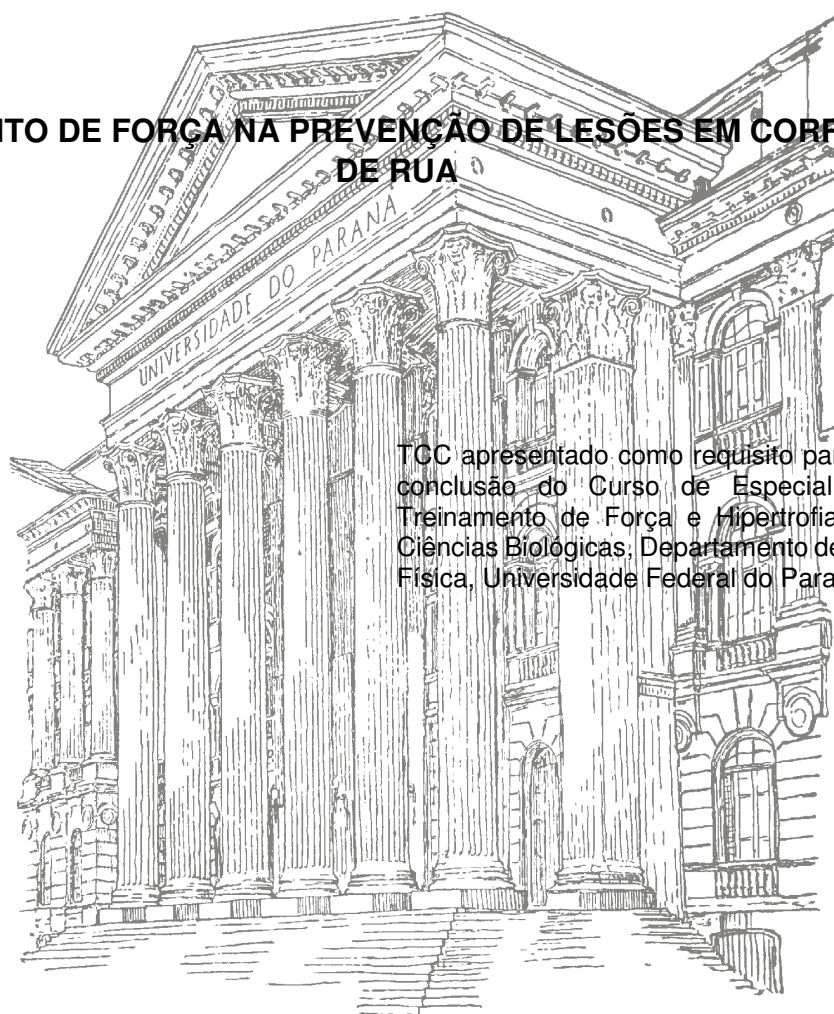 NTO DE FORÇA NA PREVENÇÃO DE LESÕES EM CORR
DE RUA
UNIVERSIDADE DO PARANÁ
TCC apresentado como requisito par
conclusão do Curso de Especial
Treinamento de Força e Hipertrofia
Ciências Biológicas, Departamento de
Física, Universidade Federal do Para